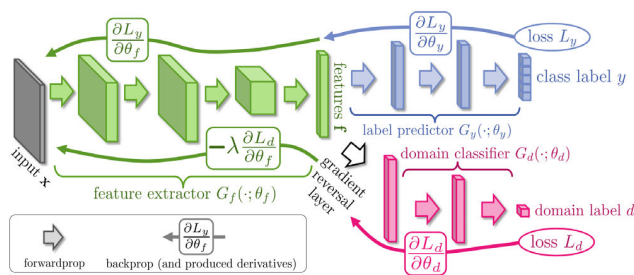 ∂L_y/∂θ_f
∂L_y/∂θ_y
loss L_y
features f
class label y
label predictor G_y(·; θ_y)
−λ ∂L_d/∂θ_f
input x
feature extractor G_f(·; θ_f)
gradient
reversal
layer
domain classifier G_d(·; θ_d)
domain label d
∂L_d/∂θ_d
loss L_d
∂L_y/∂θ_f
forwardprop
backprop (and produced derivatives)